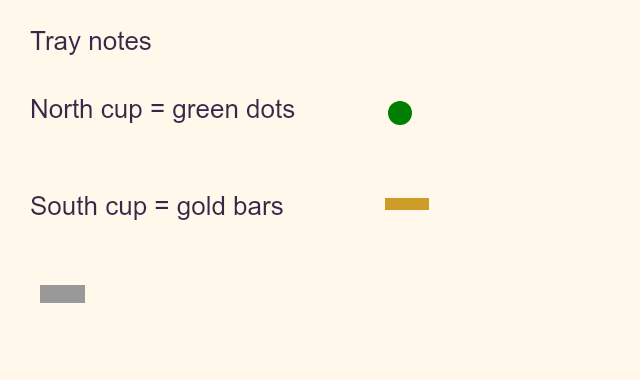 Tray notes
North cup = green dots
South cup = gold bars